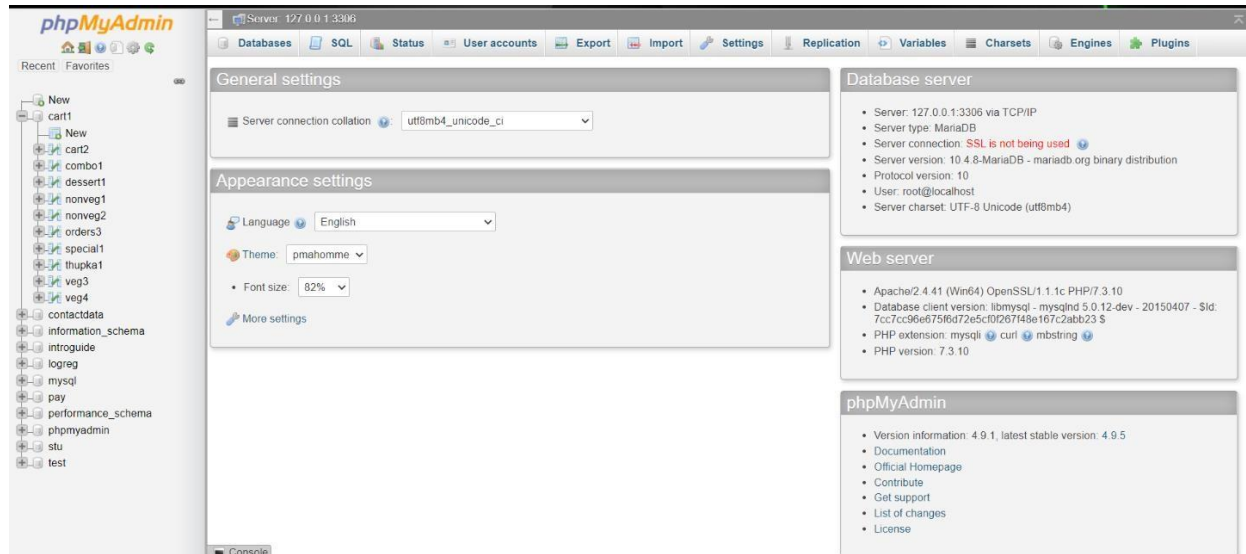 phpMyAdmin
Recent Favorites
New
cart1
New
cart2
combo1
dessert1
nonveg1
nonveg2
orders3
special1
thupka1
veg3
veg4
contactdata
information_schema
introguide
logreg
mysql
pay
performance_schema
phpmyadmin
stu
test
Server: 127.0.0.1:3306
Databases SQL Status User accounts Export Import Settings Replication Variables Charsets Engines Plugins
General settings
Server connection collation : utf8mb4_unicode_ci
Appearance settings
Language English
Theme: pmahomme
• Font size: 82%
More settings
Console
Database server
• Server: 127.0.0.1:3306 via TCP/IP
• Server type: MariaDB
• Server connection: SSL is not being used
• Server version: 10.4.8-MariaDB - mariadb.org binary distribution
• Protocol version: 10
• User: root@localhost
• Server charset: UTF-8 Unicode (utf8mb4)
Web server
• Apache/2.4.41 (Win64) OpenSSL/1.1.1c PHP/7.3.10
• Database client version: libmysql - mysqlnd 5.0.12-dev - 20150407 - $Id:
7cc7cc96e675f6d72e5cf0f267f48e167c2abb23 $
• PHP extension: mysqli curl mbstring
• PHP version: 7.3.10
phpMyAdmin
• Version information: 4.9.1, latest stable version: 4.9.5
• Documentation
• Official Homepage
• Contribute
• Get support
• List of changes
• License